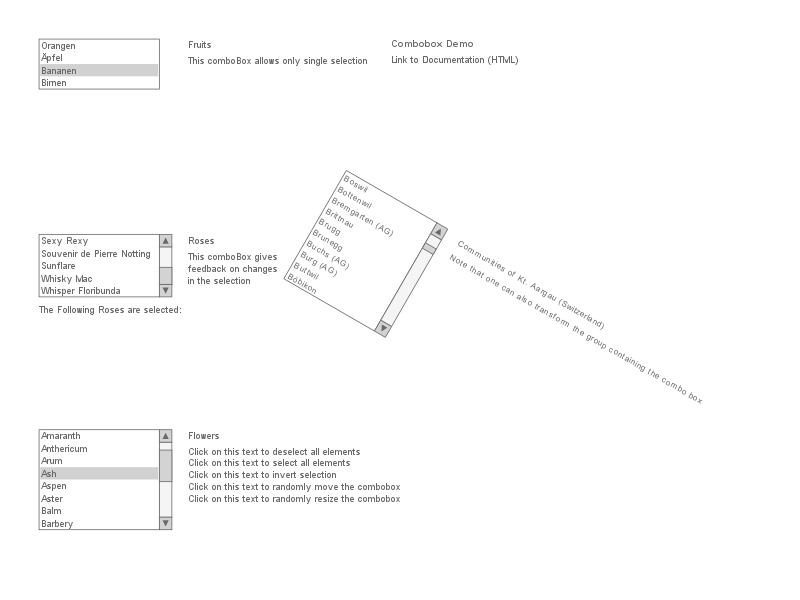 Orangen
Äpfel
Bananen
Birnen
Fruits
This comboBox allows only single selection
Combobox Demo
Link to Documentation (HTML)
Boswil
Bottenwil
Bremgarten (AG)
Brittnau
Brugg
Brunegg
Buchs (AG)
Burg (AG)
Buttwil
Böbikon
Communities of Kt. Aargau (Switzerland)
Note that one can also transform the group containing the combo box
Sexy Rexy
Souvenir de Pierre Notting
Sunflare
Whisky Mac
Whisper Floribunda
Roses
This comboBox gives
feedback on changes
in the selection
The Following Roses are selected:
Amaranth
Anthericum
Arum
Ash
Aspen
Aster
Balm
Barbery
Flowers
Click on this text to deselect all elements
Click on this text to select all elements
Click on this text to invert selection
Click on this text to randomly move the combobox
Click on this text to randomly resize the combobox